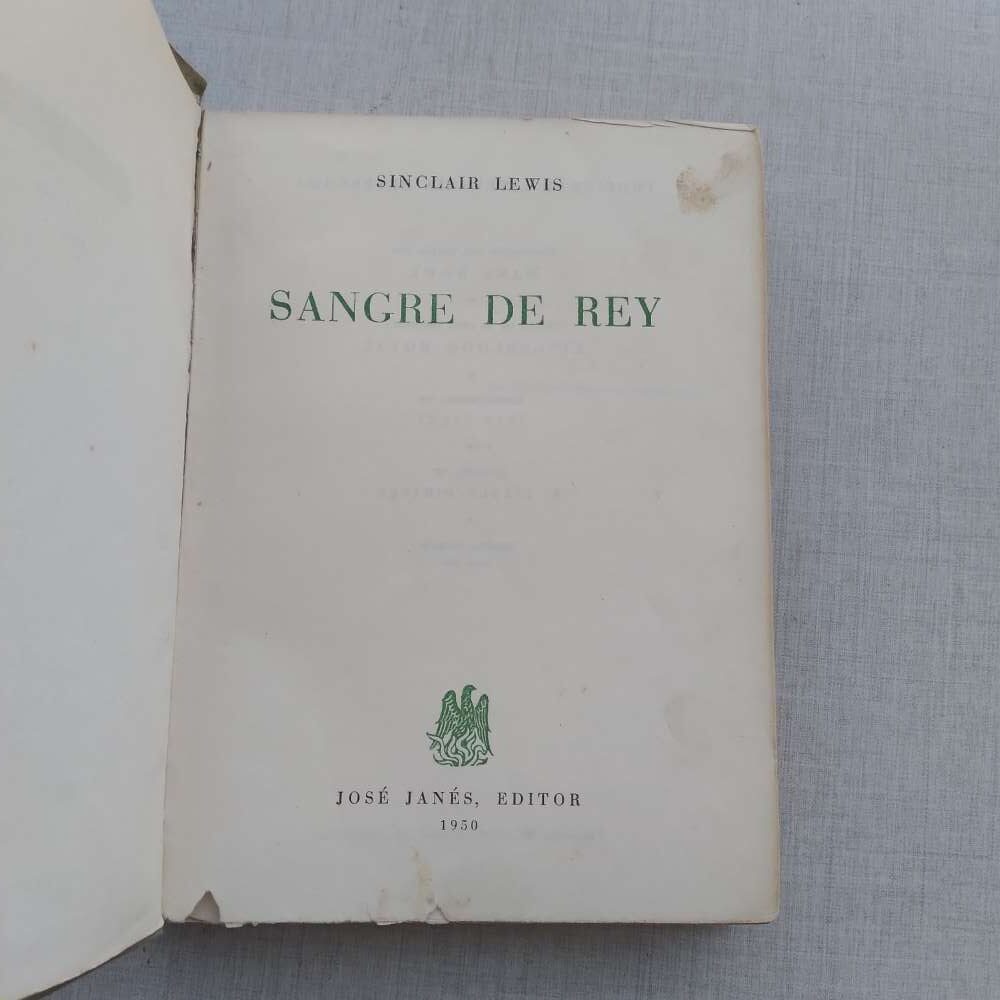 SINCLAIR LEWIS
SANGRE DE REY
JOSÉ JANÉS, EDITOR
1950